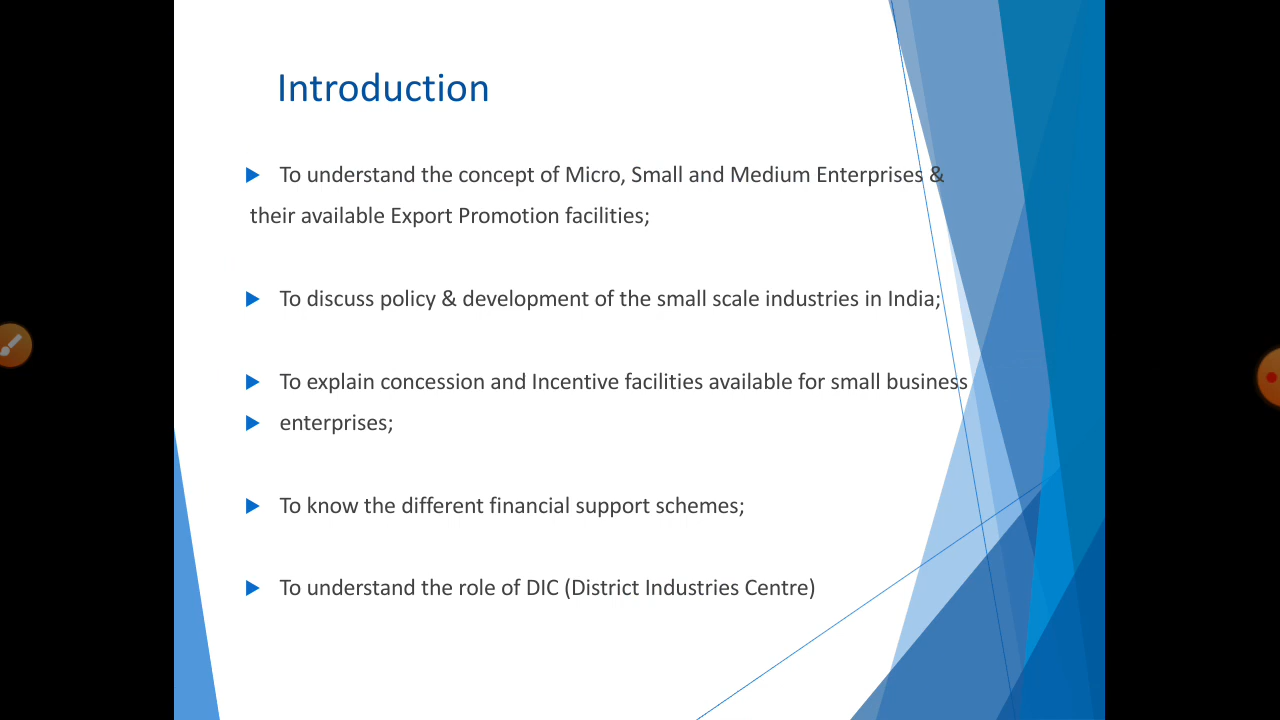 Introduction
To understand the concept of Micro, Small and Medium Enterprises &
their available Export Promotion facilities;
To discuss policy & development of the small scale industries in India;
To explain concession and Incentive facilities available for small business
enterprises;
To know the different financial support schemes;
To understand the role of DIC (District Industries Centre)